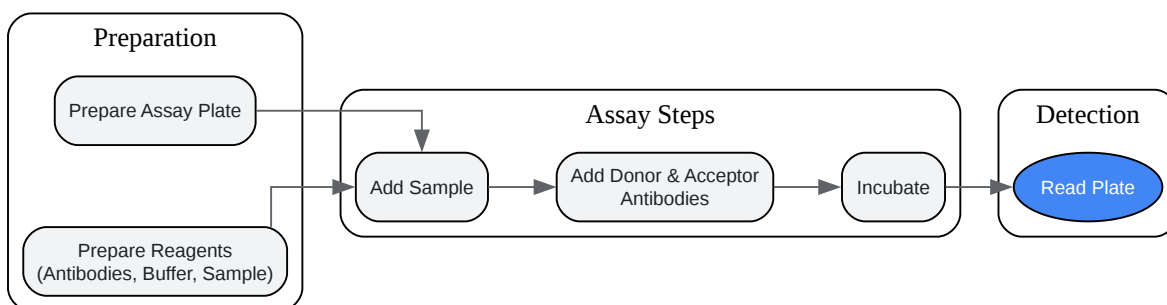 Preparation
Prepare Assay Plate
Prepare Reagents
(Antibodies, Buffer, Sample)
Assay Steps
Add Sample
Add Donor & Acceptor
Antibodies
Incubate
Detection
Read Plate